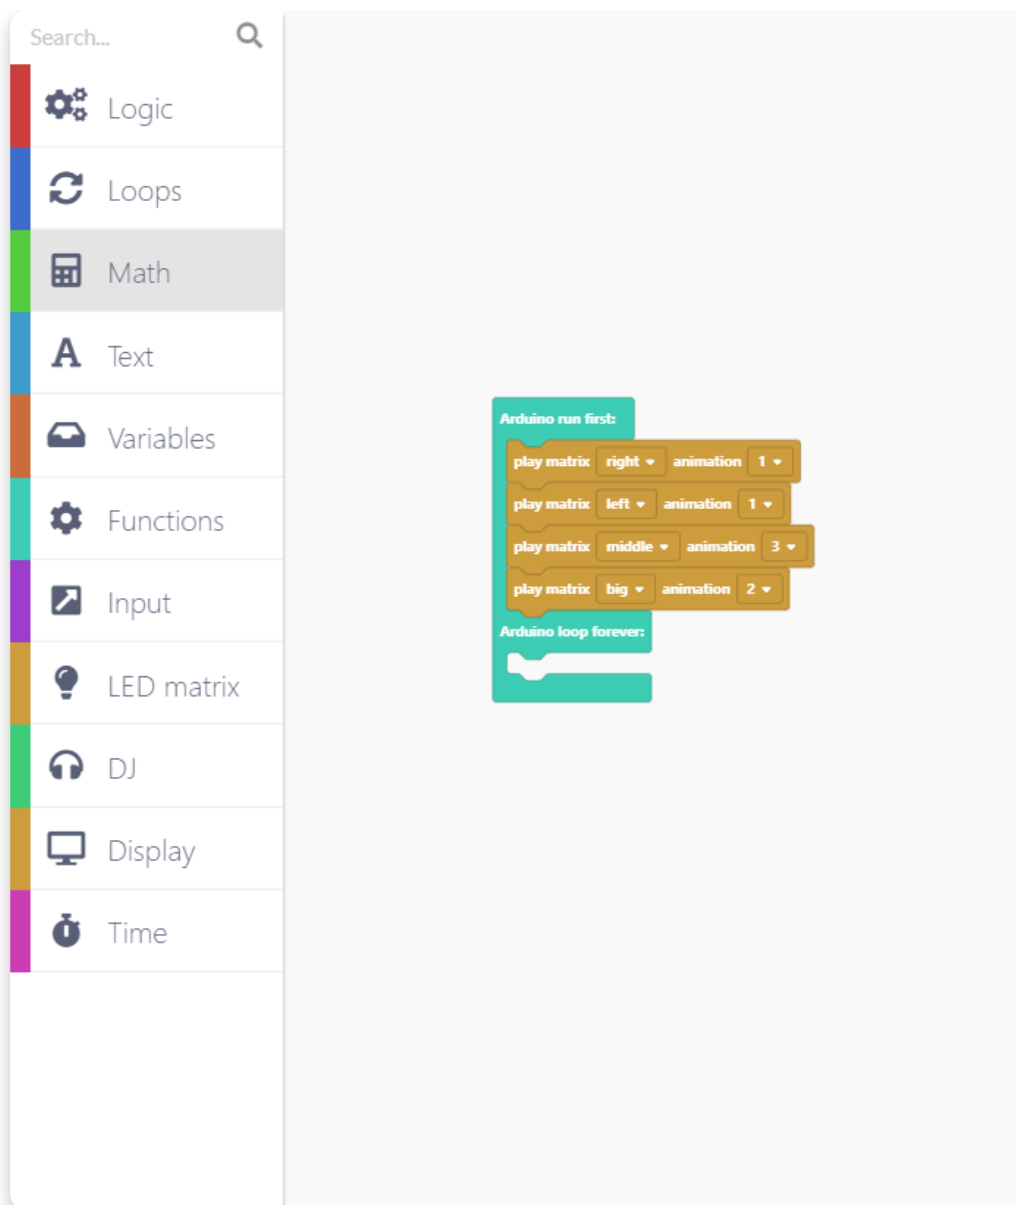 Search...
Logic
Loops
Math
Text
Variables
Functions
Input
LED matrix
DJ
Display
Time
Arduino run first:
play matrix right animation 1
play matrix left animation 1
play matrix middle animation 3
play matrix big animation 2
Arduino loop forever: